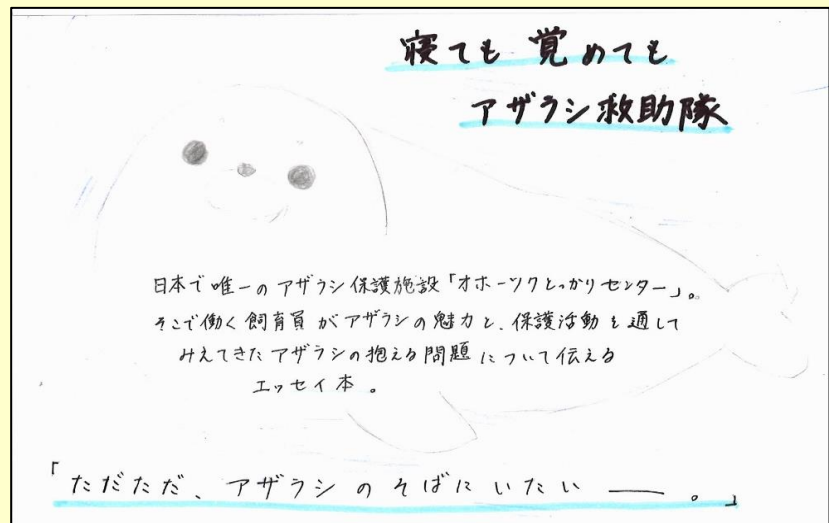 寝ても覚めても
アザラシ救助隊
日本で唯一のアザラシ保護施設「オホーツクとっかりセンター」。
そこで働く飼育員がアザラシの魅力と、保護活動を通して
みえてきたアザラシの抱える問題について伝える
エッセイ本。
「ただただ、アザラシのそばにいたい――。」